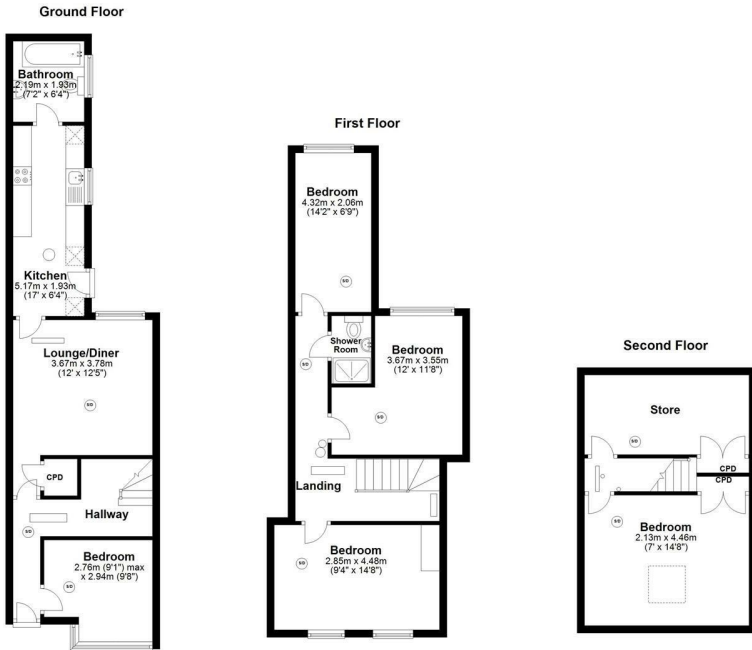 Ground Floor
Bathroom
2.19m x 1.93m
(7'2" x 6'4")
Kitchen
5.17m x 1.93m
(17' x 6'4")
Lounge/Diner
3.67m x 3.78m
(12' x 12'5")
S/D
CPD
Hallway
S/D
Bedroom
2.76m (9'1") max
x 2.94m (9'8")
S/D
First Floor
Bedroom
4.32m x 2.06m
(14'2" x 6'9")
S/D
Shower
Room
S/D
Bedroom
3.67m x 3.55m
(12' x 11'8")
S/D
Landing
Bedroom
2.85m x 4.48m
(9'4" x 14'8")
S/D
Second Floor
Store
S/D
CPD
CPD
S/D
Bedroom
2.13m x 4.46m
(7' x 14'8")